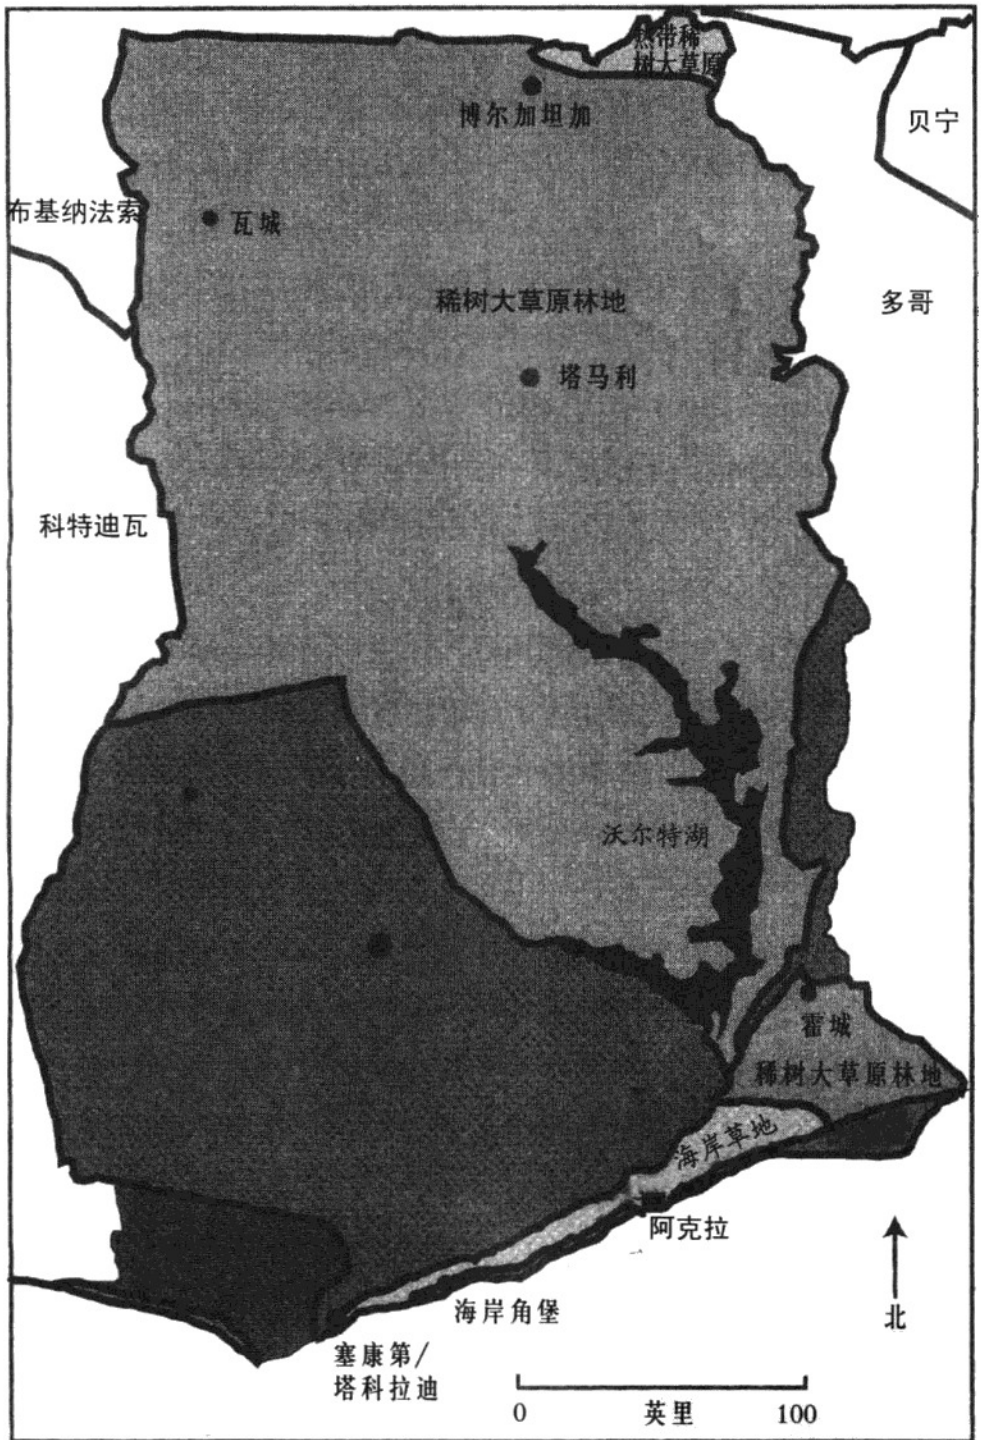 热带稀
树大草原
博尔加坦加
贝宁
布基纳法索
瓦城
稀树大草原林地
多哥
塔马利
科特迪瓦
沃尔特湖
霍城
稀树大草原林地
海岸草地
阿克拉
海岸角堡
北
塞康第/
塔科拉迪
0 英里 100